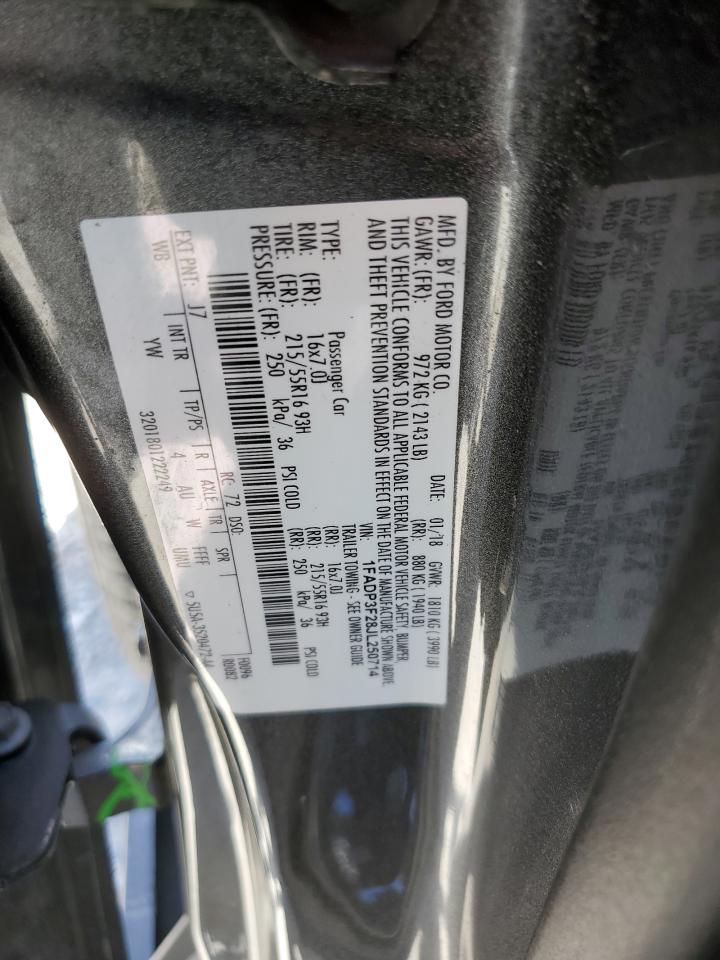 MFD. BY FORD MOTOR CO.
DATE: 01/18 GVWR: 1810 KG ( 3990 LB)
GAWR: (FR): 972 KG ( 2143 LB) (RR): 880 KG ( 1940 LB)
THIS VEHICLE CONFORMS TO ALL APPLICABLE FEDERAL MOTOR VEHICLE SAFETY, BUMPER,
AND THEFT PREVENTION STANDARDS IN EFFECT ON THE DATE OF MANUFACTURE SHOWN ABOVE.
VIN: 1FADP3F28JL250714
TYPE: Passenger Car TRAILER TOWING - SEE OWNER GUIDE
RIM: (FR): 16x7.0J (RR): 16x7.0J
TIRE: (FR): 215/55R16 93H (RR): 215/55R16 93H
PRESSURE: (FR): 250 kPa/ 36 PSI COLD (RR): 250 kPa/ 36 PSI COLD
RC: 72 DSO:
F0096
R0082
EXT PNT: J7 INT TR TP/PS R AXLE TR SPR
WB YW 4 AU W FFFF UNU
3201801222249